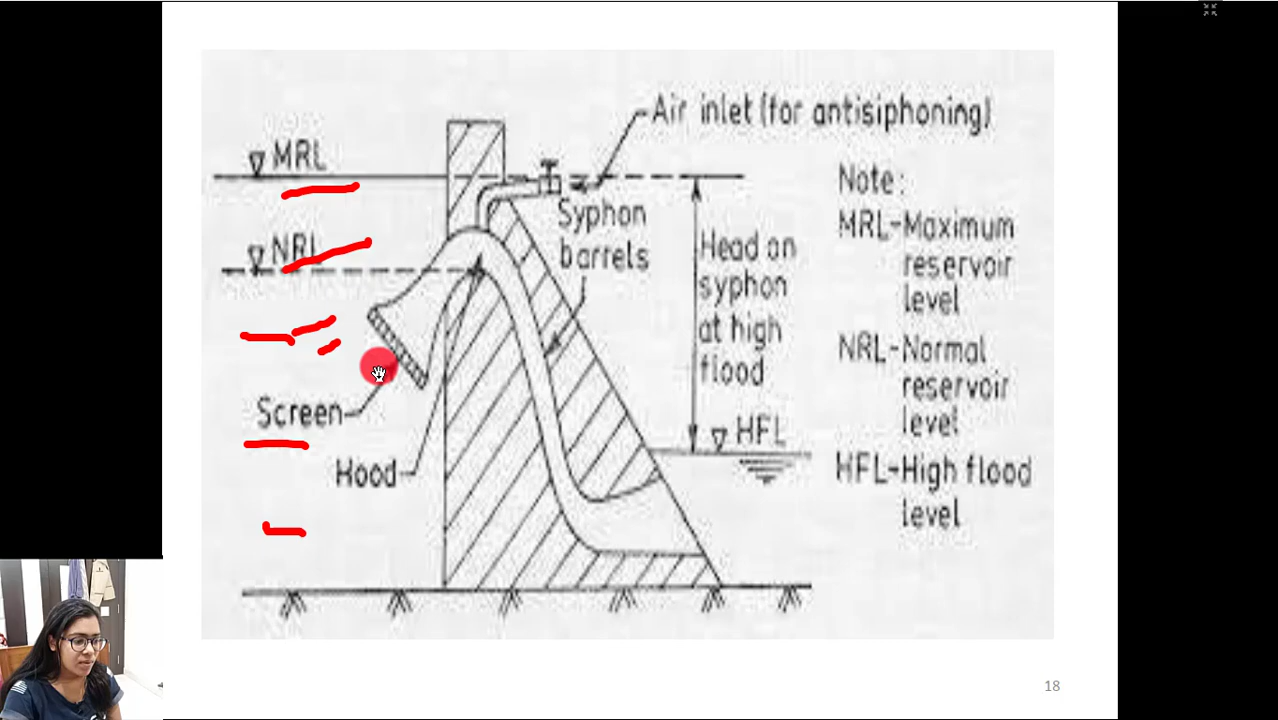 Air inlet (for antisiphoning)
MRL
Note:
MRL-Maximum
reservoir
level
NRL-Normal
reservoir
level
HFL-High flood
level
Syphon
barrels
NRL
Head on
syphon
at high
flood
Screen
HFL
Hood
18